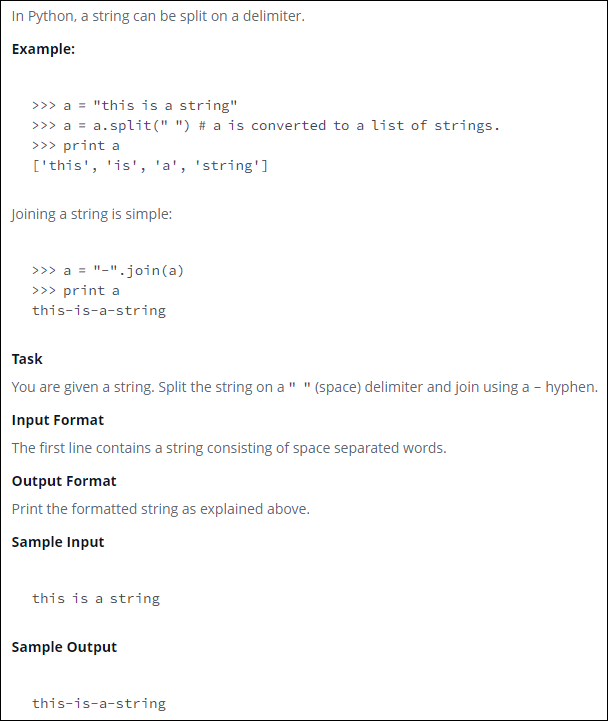 In Python, a string can be split on a delimiter.
Example:
>>> a = "this is a string"
>>> a = a.split(" ") # a is converted to a list of strings.
>>> print a
['this', 'is', 'a', 'string']
Joining a string is simple:
>>> a = "-".join(a)
>>> print a
this-is-a-string
Task
You are given a string. Split the string on a " " (space) delimiter and join using a - hyphen.
Input Format
The first line contains a string consisting of space separated words.
Output Format
Print the formatted string as explained above.
Sample Input
this is a string
Sample Output
this-is-a-string